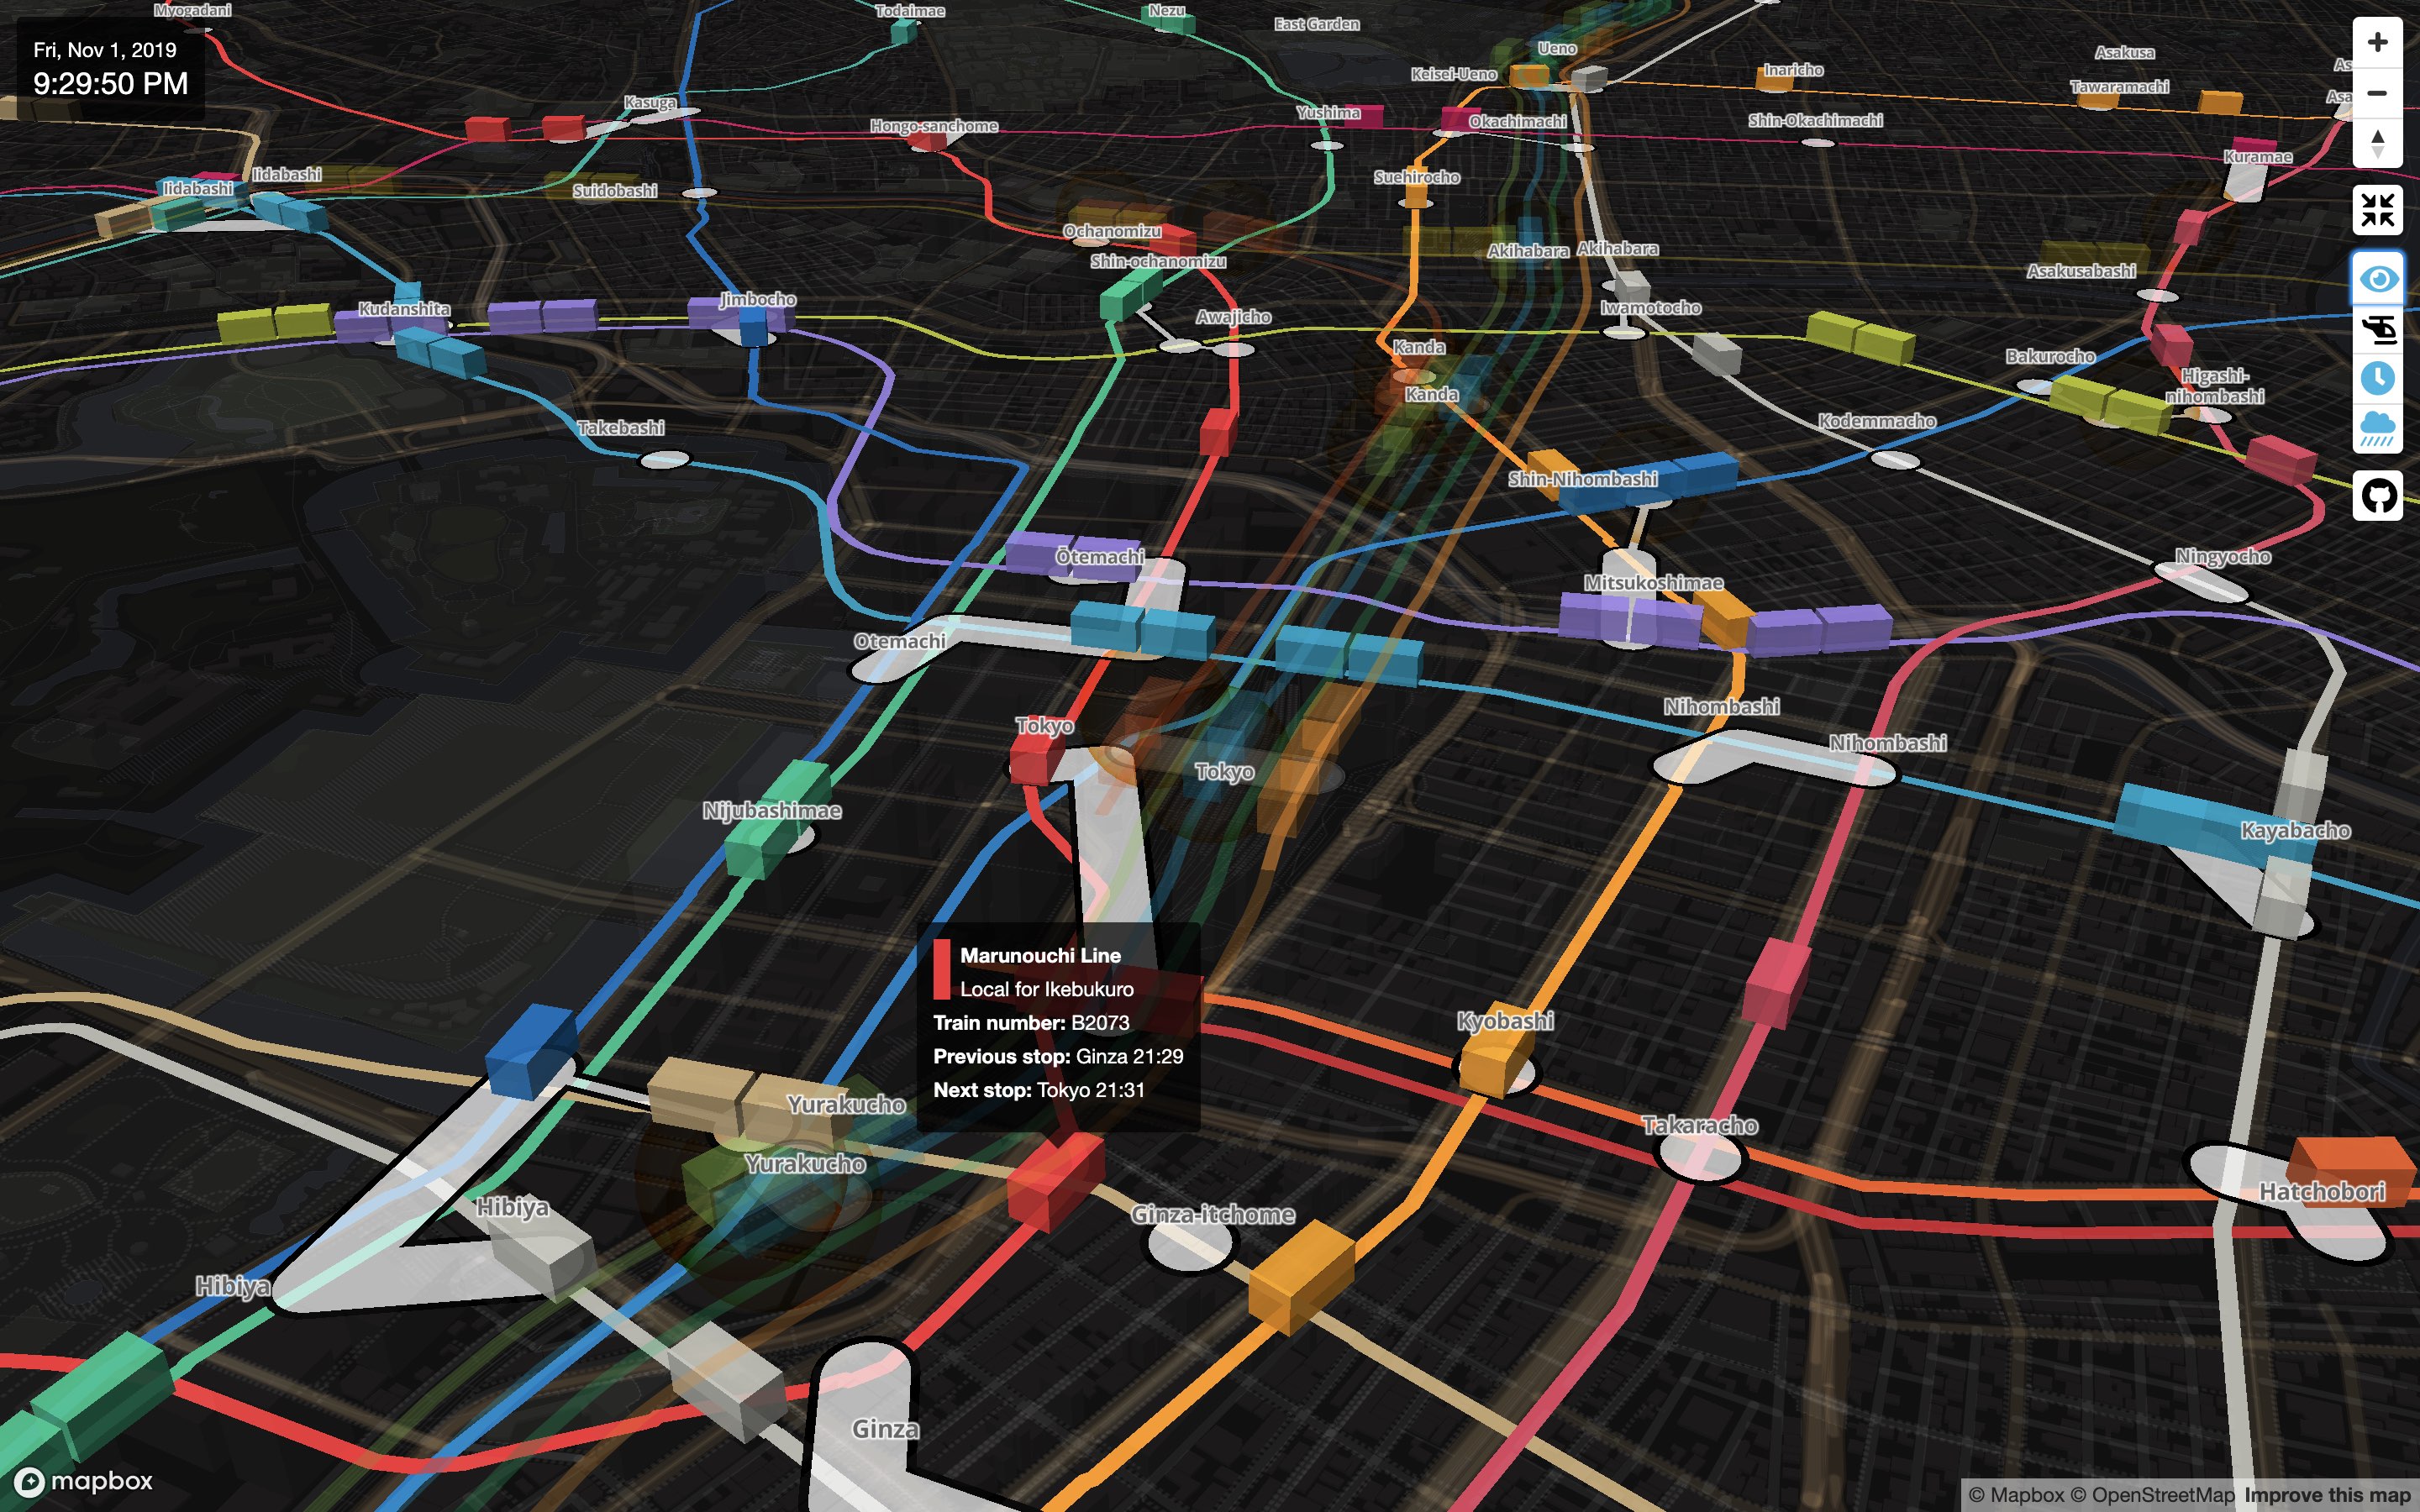 Myogadani
Todaimae
Nezu
East Garden
Fri, Nov 1, 2019
9:29:50 PM
Ueno
Asakusa
Keisei-Ueno
Inaricho
As
Tawaramachi
Asa
Kasuga
Yushima
Okachimachi
Shin-Okachimachi
Hongo-sanchome
Kuramae
Iidabashi
Iidabashi
Suidobashi
Suehirocho
Ochanomizu
Akihabara
Akihabara
Shin-ochanomizu
Asakusabashi
Kudanshita
Jimbocho
Awajicho
Iwamotocho
Kanda
Bakurocho
Higashi-
nihombashi
Kanda
Takebashi
Kodemmacho
Shin-Nihombashi
Ōtemachi
Ningyocho
Mitsukoshimae
Otemachi
Nihombashi
Tokyo
Nihombashi
Tokyo
Nijubashimae
Kayabacho
Marunouchi Line
Local for Ikebukuro
Train number: B2073
Previous stop: Ginza 21:29
Next stop: Tokyo 21:31
Kyobashi
Yurakucho
Takaracho
Yurakucho
Hatchobori
Hibiya
Ginza-itchome
Hibiya
Ginza
mapbox
© Mapbox © OpenStreetMap Improve this map